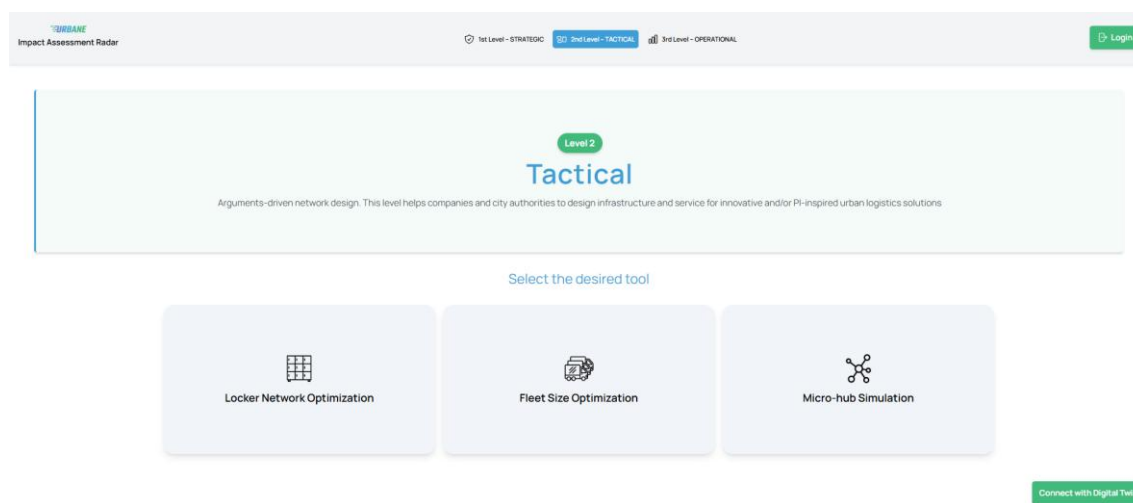 URBANE
Impact Assessment Radar
1st Level - STRATEGIC
2nd Level - TACTICAL
3rd Level - OPERATIONAL
Login
Level 2
Tactical
Arguments-driven network design. This level helps companies and city authorities to design infrastructure and service for innovative and/or PI-inspired urban logistics solutions
Select the desired tool
Locker Network Optimization
Fleet Size Optimization
Micro-hub Simulation
Connect with Digital Twi